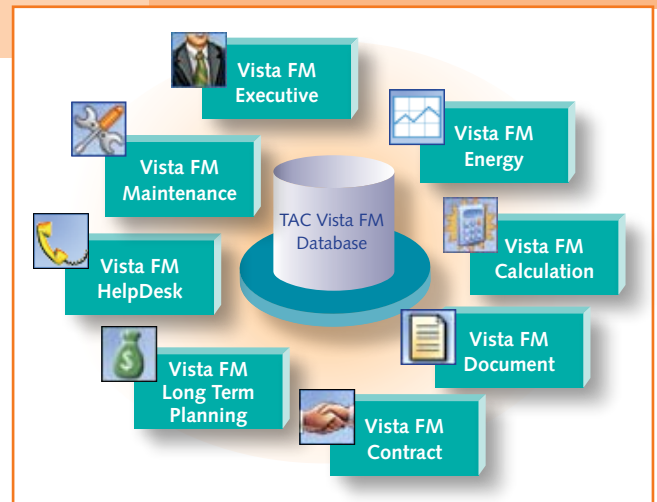 Vista FM
Executive
Vista FM
Energy
Vista FM
Maintenance
TAC Vista FM
Database
Vista FM
Calculation
Vista FM
HelpDesk
Vista FM
Document
Vista FM
Long Term
Planning
Vista FM
Contract